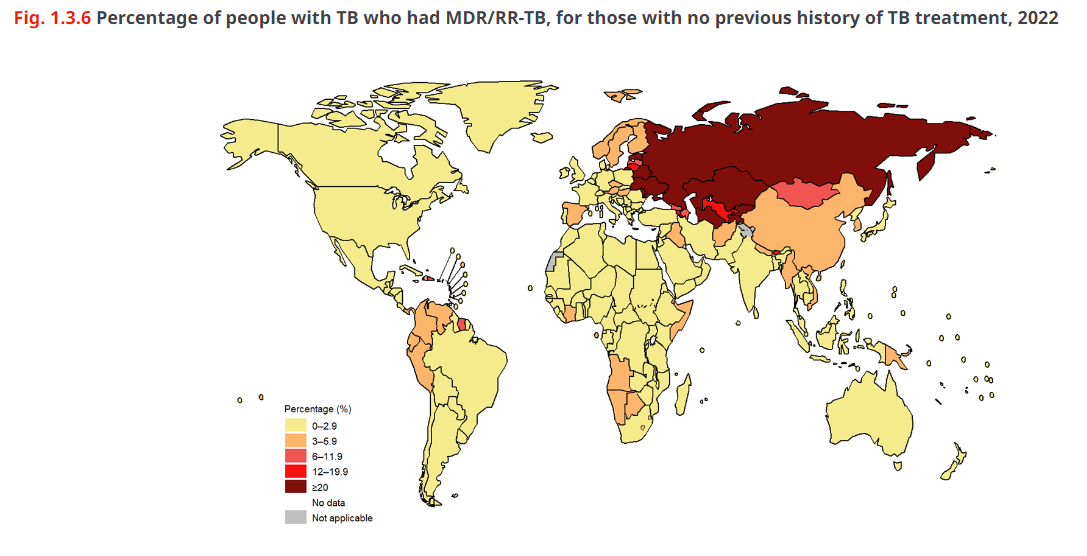 Fig. 1.3.6 Percentage of people with TB who had MDR/RR-TB, for those with no previous history of TB treatment, 2022
Percentage (%)
0–2.9
3–5.9
6–11.9
12–19.9
≥20
No data
Not applicable